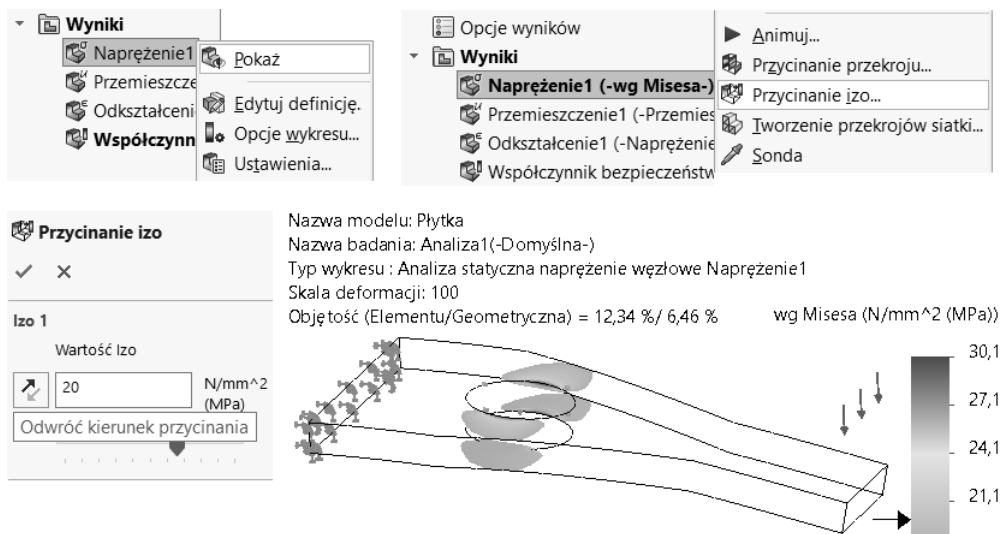 Wyniki
Naprężenie1
Przemieszcze
Odkształceni
Współczynn
Pokaż
Edytuj definicję.
Opcje wykresu...
Ustawienia...
Opcje wyników
Wyniki
Naprężenie1 (-wg Misesa-)
Przemieszczenie1 (-Przemies
Odkształcenie1 (-Naprężenie
Współczynnik bezpieczeństw
Animuj...
Przycinanie przekroju...
Przycinanie izo...
Tworzenie przekrojów siatki...
Sonda
Przycinanie izo
Izo 1
Wartość Izo
20
N/mm^2
(MPa)
Odwróć kierunek przycinania
Nazwa modelu: Płytka
Nazwa badania: Analiza1(-Domyślna-)
Typ wykresu : Analiza statyczna naprężenie węzłowe Naprężenie1
Skala deformacji: 100
Objętość (Elementu/Geometryczna) = 12,34 %/ 6,46 %
wg Misesa (N/mm^2 (MPa))
30,1
27,1
24,1
21,1